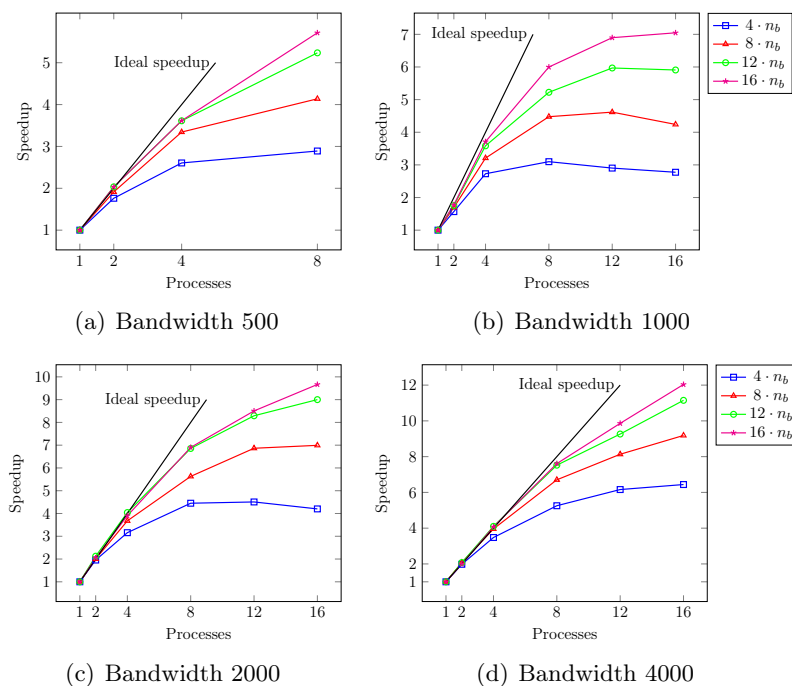 Ideal speedup
5
4
3
2
1
Speedup
1 2 4 8
Processes
(a) Bandwidth 500
Ideal speedup
7
6
5
4
3
2
1
Speedup
1 2 4 8 12 16
Processes
(b) Bandwidth 1000
4 · n_b
8 · n_b
12 · n_b
16 · n_b
Ideal speedup
10
9
8
7
6
5
4
3
2
1
Speedup
1 2 4 8 12 16
Processes
(c) Bandwidth 2000
Ideal speedup
12
10
8
6
4
2
1
Speedup
1 2 4 8 12 16
Processes
(d) Bandwidth 4000
4 · n_b
8 · n_b
12 · n_b
16 · n_b